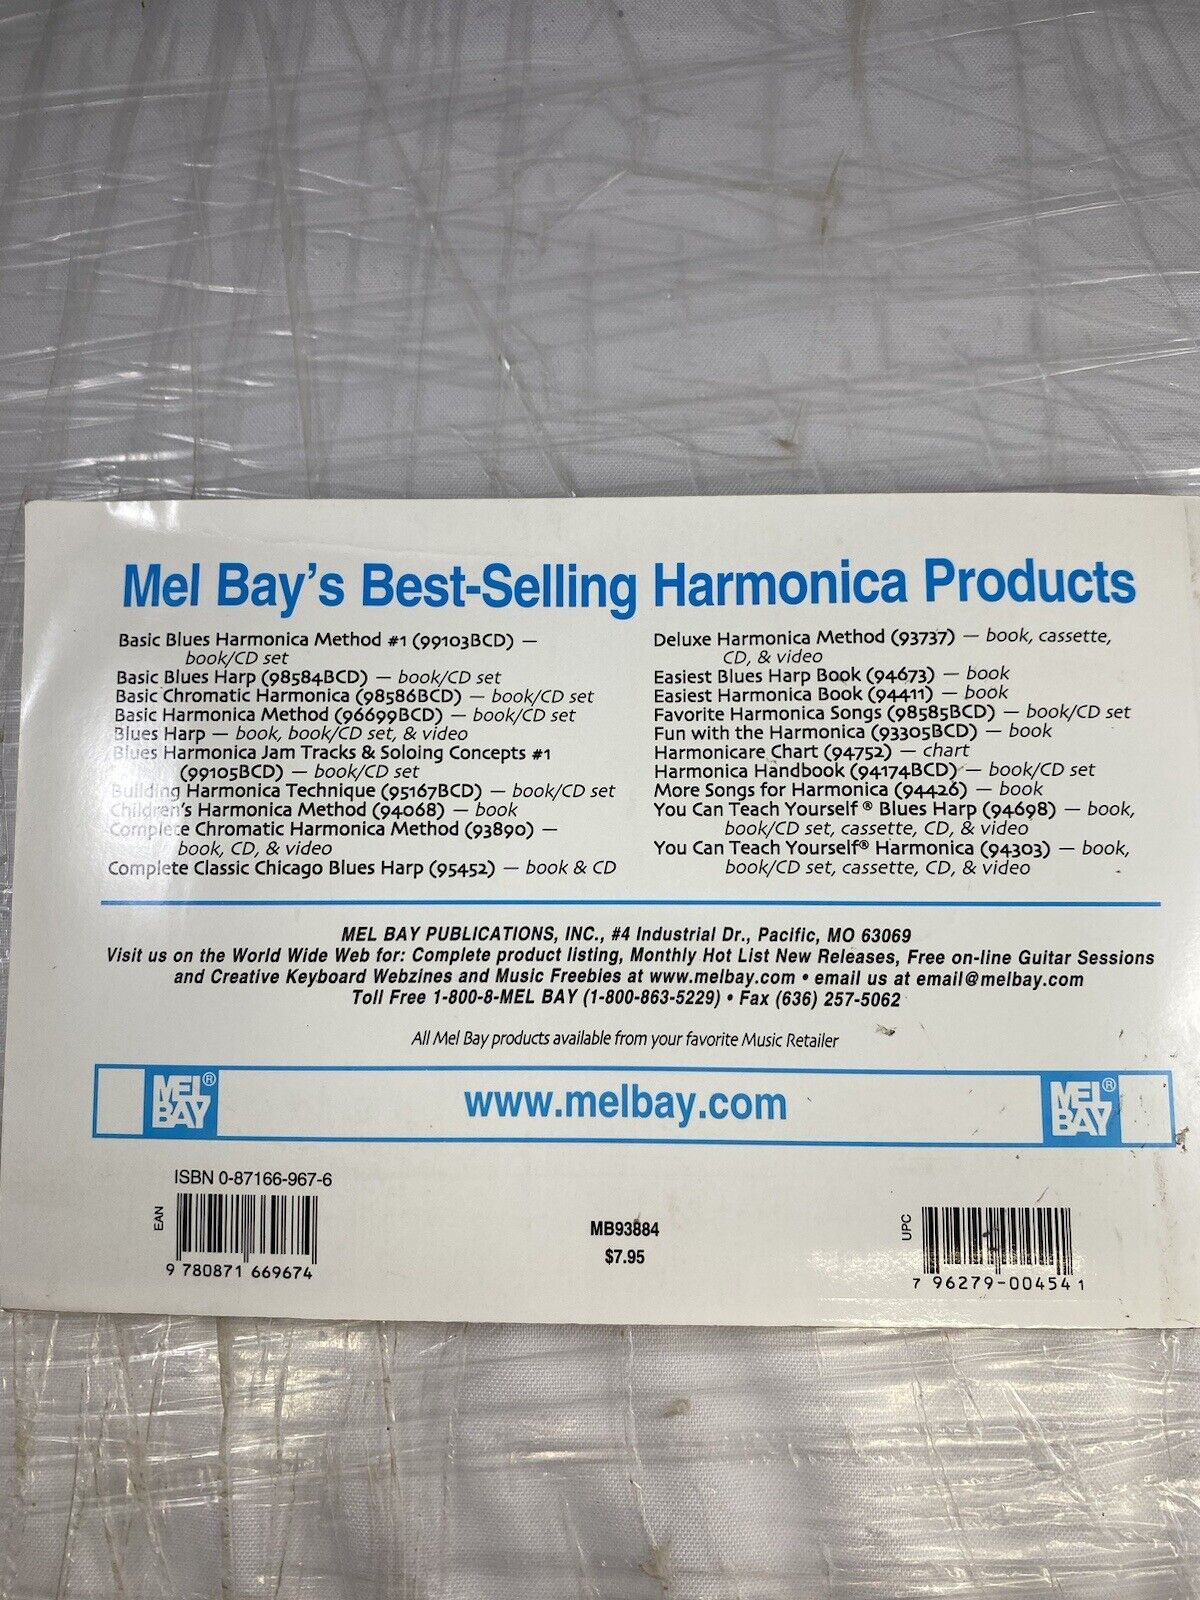 Mel Bay's Best-Selling Harmonica Products
Basic Blues Harmonica Method #1 (99103BCD) —
book/CD set
Basic Blues Harp (98584BCD) — book/CD set
Basic Chromatic Harmonica (98586BCD) — book/CD set
Basic Harmonica Method (96699BCD) — book/CD set
Blues Harp — book, book/CD set, & video
Blues Harmonica Jam Tracks & Soloing Concepts #1
(99105BCD) — book/CD set
Building Harmonica Technique (95167BCD) — book/CD set
Children's Harmonica Method (94068) — book
Complete Chromatic Harmonica Method (93890) —
book, CD, & video
Complete Classic Chicago Blues Harp (95452) — book & CD
Deluxe Harmonica Method (93737) — book, cassette,
CD, & video
Easiest Blues Harp Book (94673) — book
Easiest Harmonica Book (94411) — book
Favorite Harmonica Songs (98585BCD) — book/CD set
Fun with the Harmonica (93305BCD) — book
Harmonicare Chart (94752) — chart
Harmonica Handbook (94174BCD) — book/CD set
More Songs for Harmonica (94426) — book
You Can Teach Yourself® Blues Harp (94698) — book,
book/CD set, cassette, CD, & video
You Can Teach Yourself® Harmonica (94303) — book,
book/CD set, cassette, CD, & video
MEL BAY PUBLICATIONS, INC., #4 Industrial Dr., Pacific, MO 63069
Visit us on the World Wide Web for: Complete product listing, Monthly Hot List New Releases, Free on-line Guitar Sessions
and Creative Keyboard Webzines and Music Freebies at www.melbay.com • email us at email@melbay.com
Toll Free 1-800-8-MEL BAY (1-800-863-5229) • Fax (636) 257-5062
All Mel Bay products available from your favorite Music Retailer
MEL BAY®
www.melbay.com
MEL BAY®
ISBN 0-87166-967-6
EAN
9 780871 669674
MB93884
$7.95
UPC
7 96279-00454 1